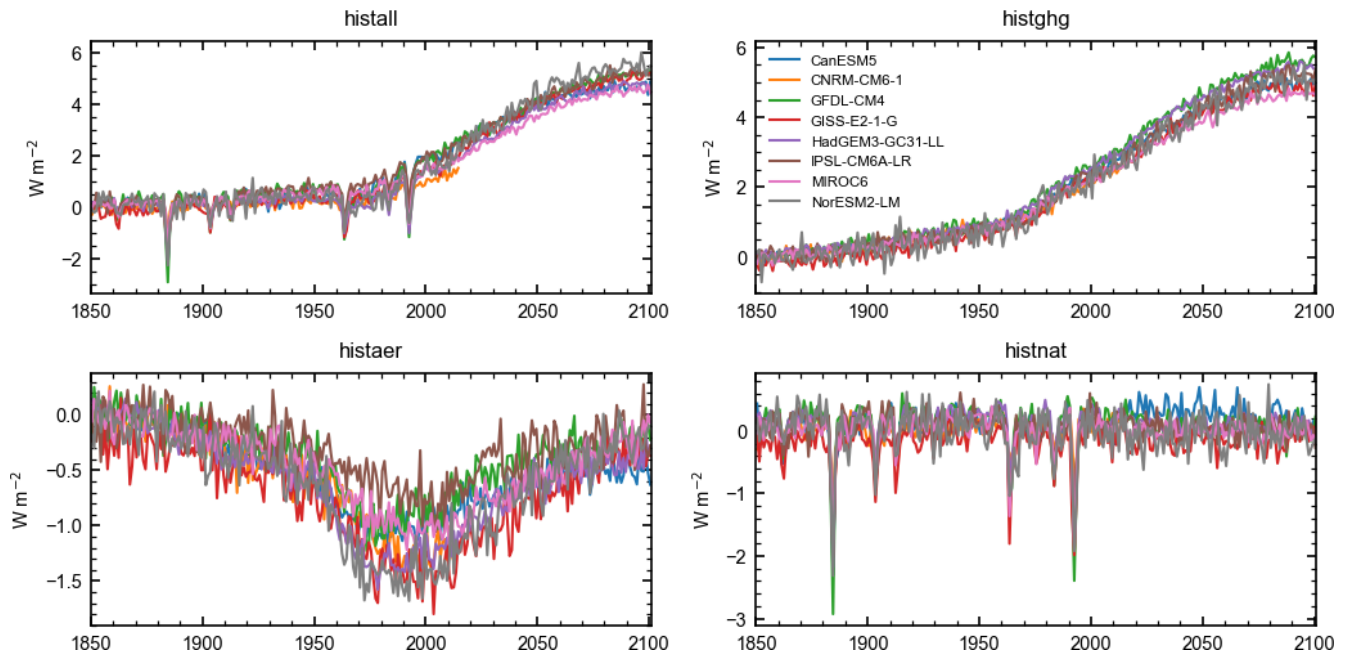 histall
6
4
2
0
−2
W m−2
1850 1900 1950 2000 2050 2100
histghg
6
4
2
0
W m−2
CanESM5
CNRM-CM6-1
GFDL-CM4
GISS-E2-1-G
HadGEM3-GC31-LL
IPSL-CM6A-LR
MIROC6
NorESM2-LM
1850 1900 1950 2000 2050 2100
histaer
0.0
−0.5
−1.0
−1.5
W m−2
1850 1900 1950 2000 2050 2100
histnat
0
−1
−2
−3
W m−2
1850 1900 1950 2000 2050 2100